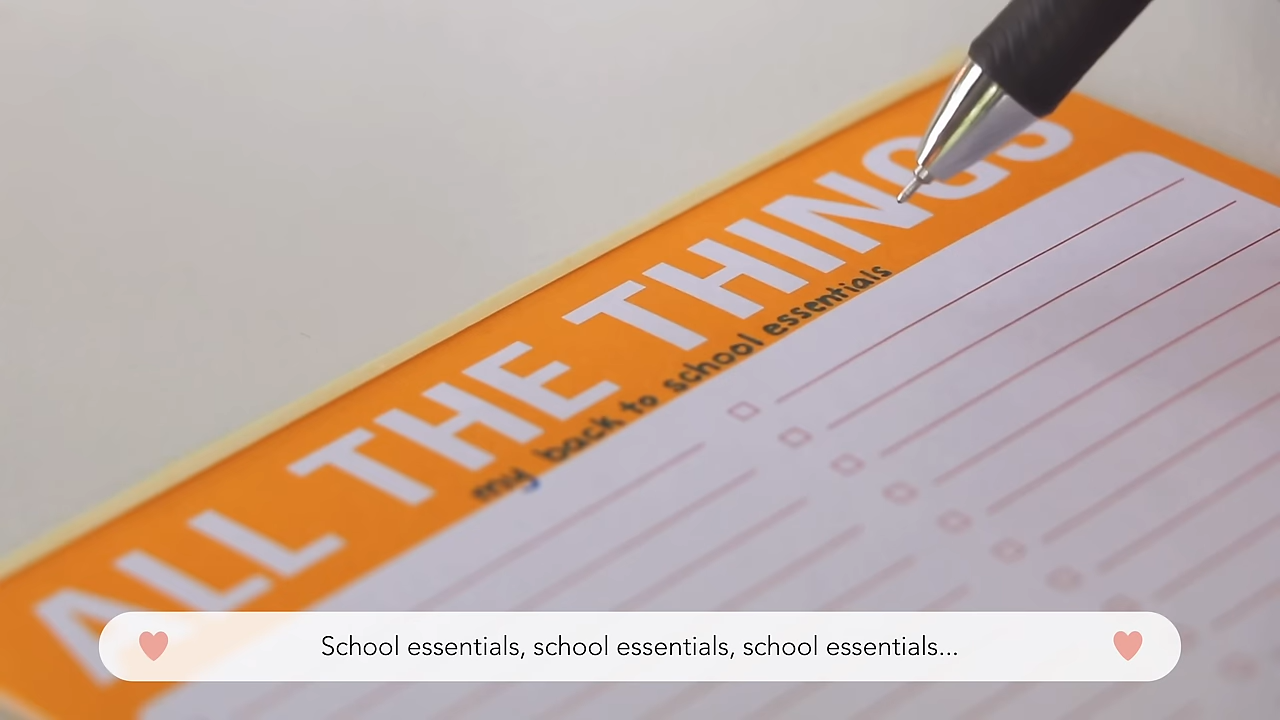 ALL THE THINGS
my back to school essentials
School essentials, school essentials, school essentials...